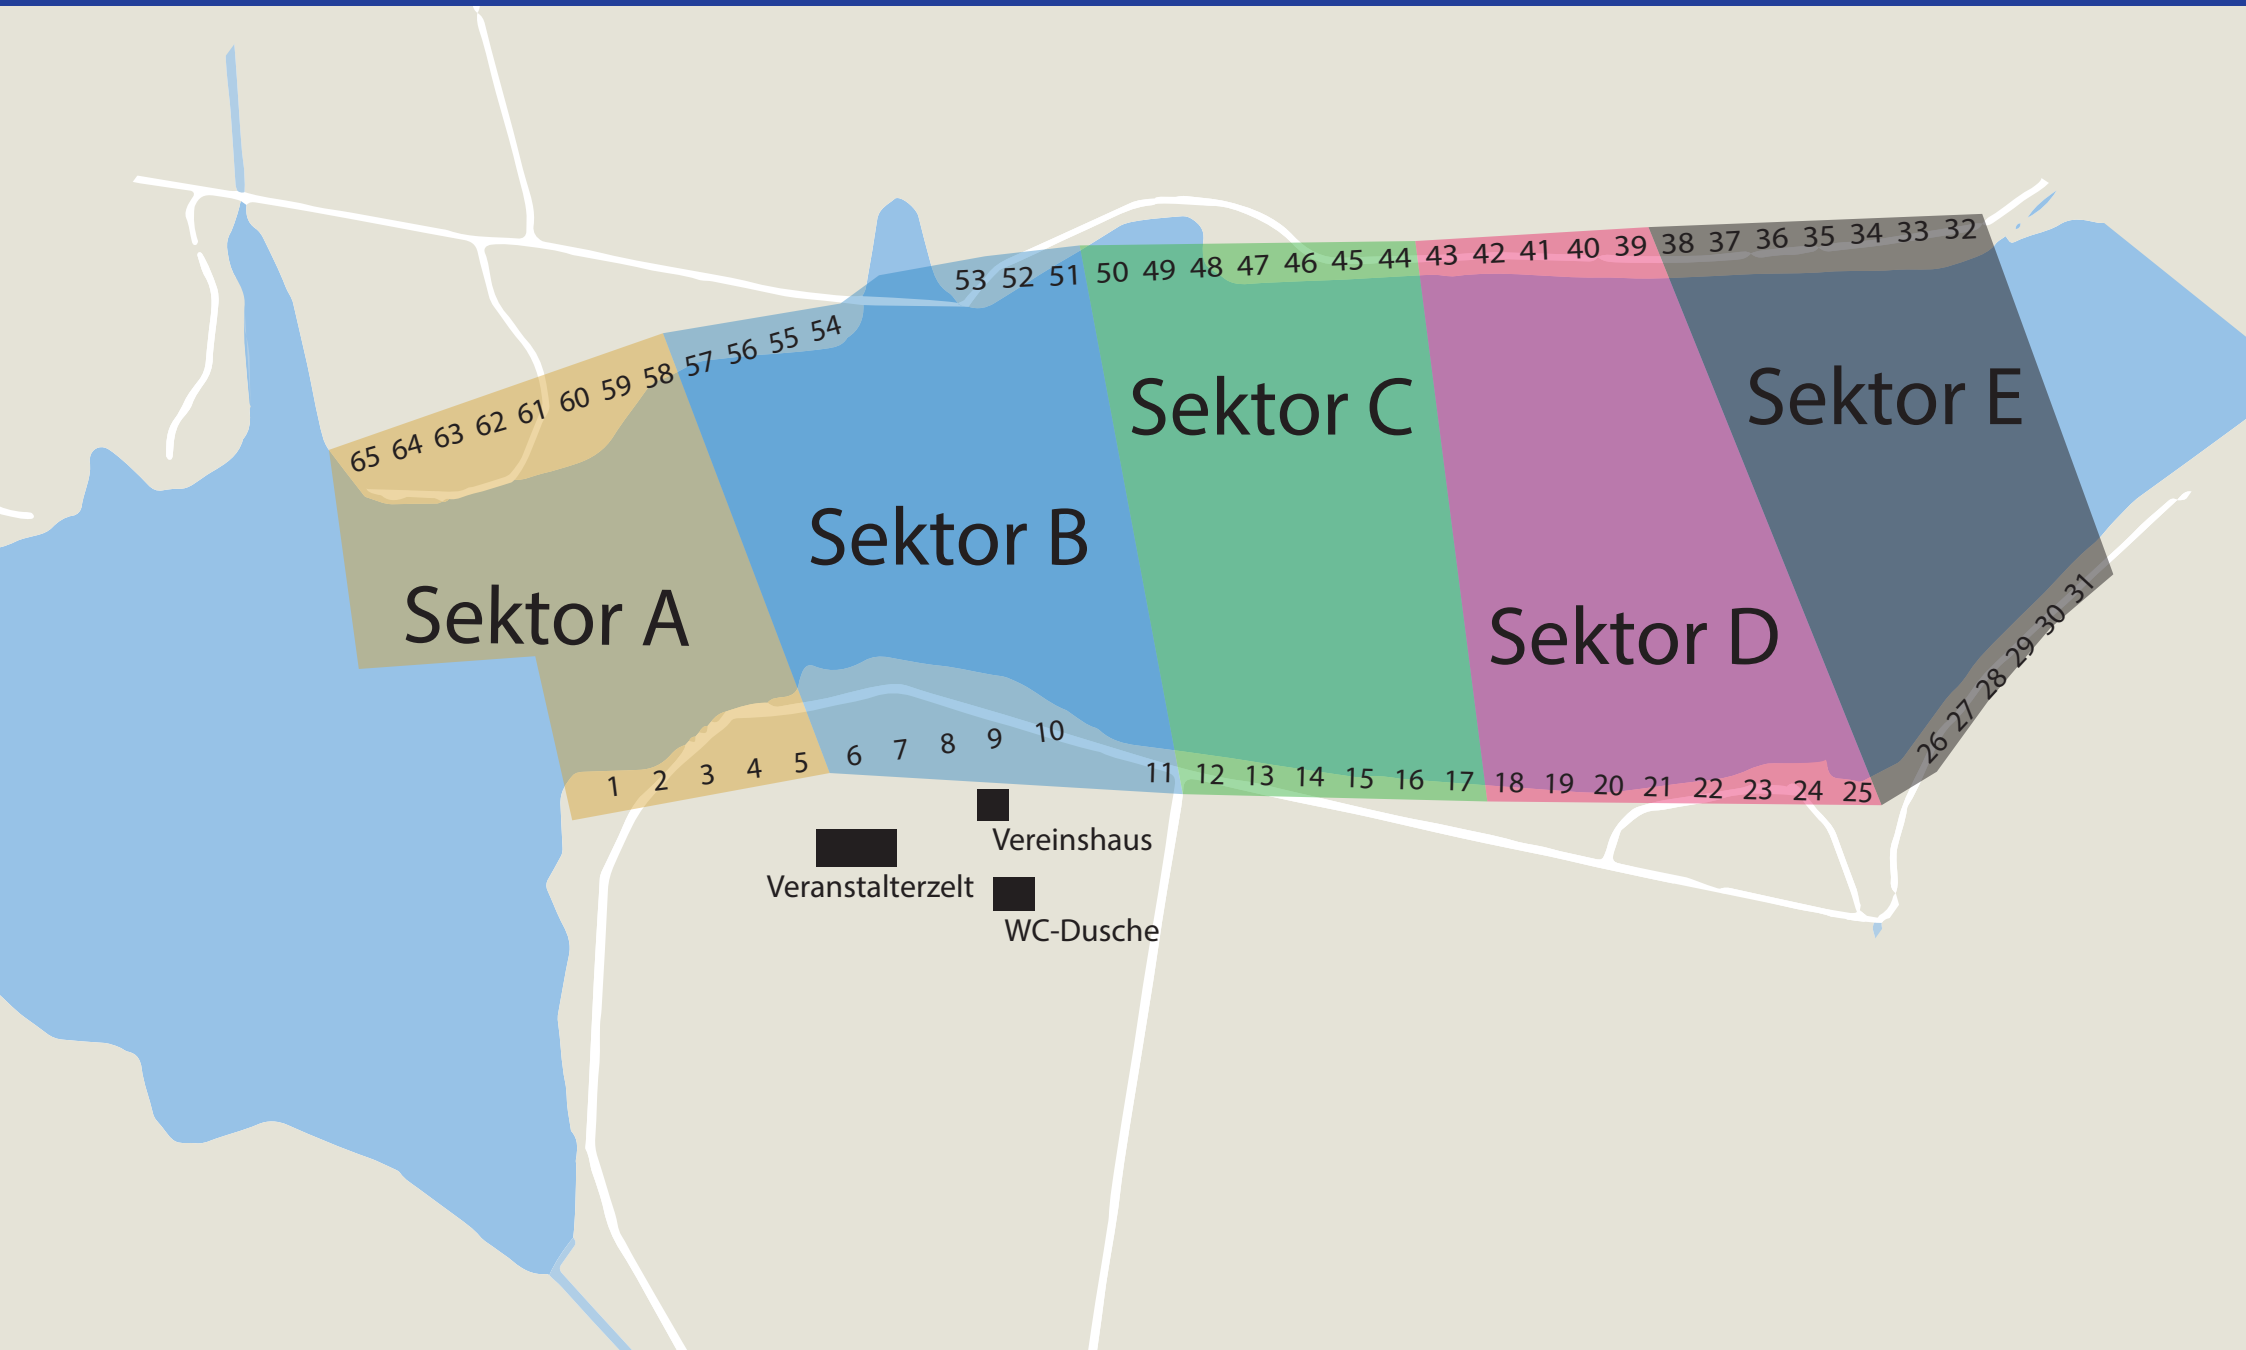 53 52 51 50 49 48 47 46 45 44 43 42 41 40 39 38 37 36 35 34 33 32
65 64 63 62 61 60 59 58 57 56 55 54
Sektor C
Sektor E
Sektor B
Sektor A
Sektor D
1 2 3 4 5 6 7 8 9 10
11 12 13 14 15 16 17 18 19 20 21 22 23 24 25
26 27 28 29 30 31
Vereinshaus
Veranstalterzelt
WC-Dusche